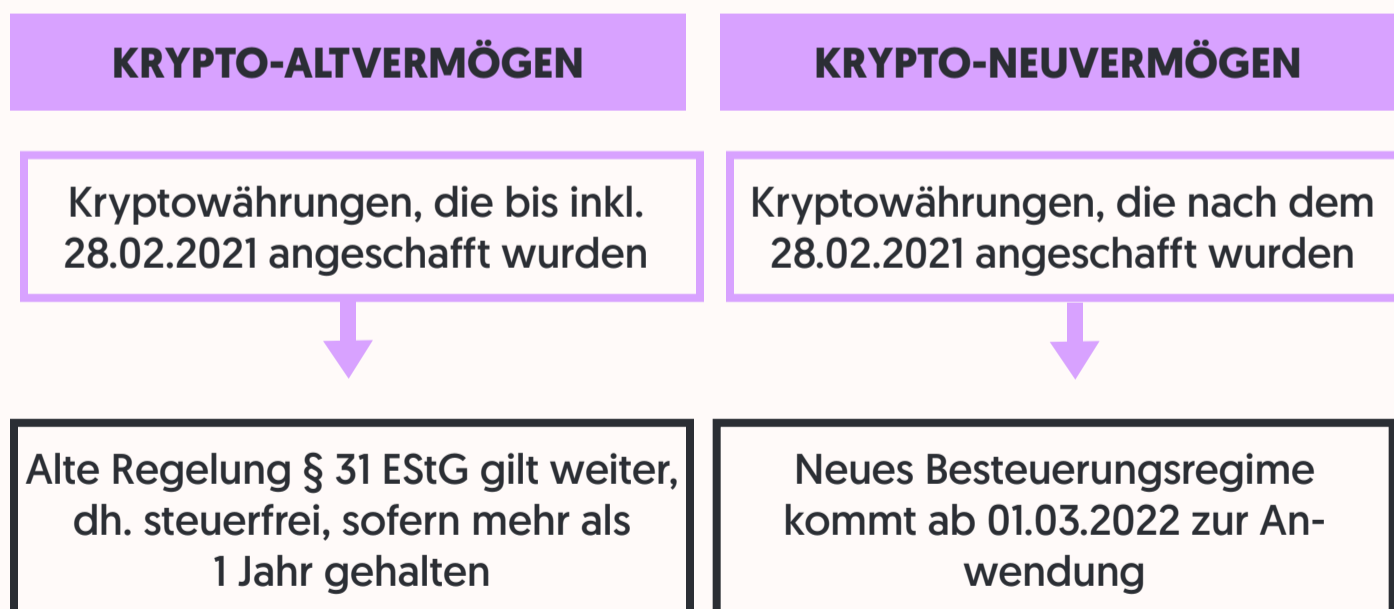 KRYPTO-ALTVERMÖGEN
Kryptowährungen, die bis inkl.
28.02.2021 angeschafft wurden
Alte Regelung § 31 EStG gilt weiter,
dh. steuerfrei, sofern mehr als
1 Jahr gehalten
KRYPTO-NEUVERMÖGEN
Kryptowährungen, die nach dem
28.02.2021 angeschafft wurden
Neues Besteuerungsregime
kommt ab 01.03.2022 zur An-
wendung